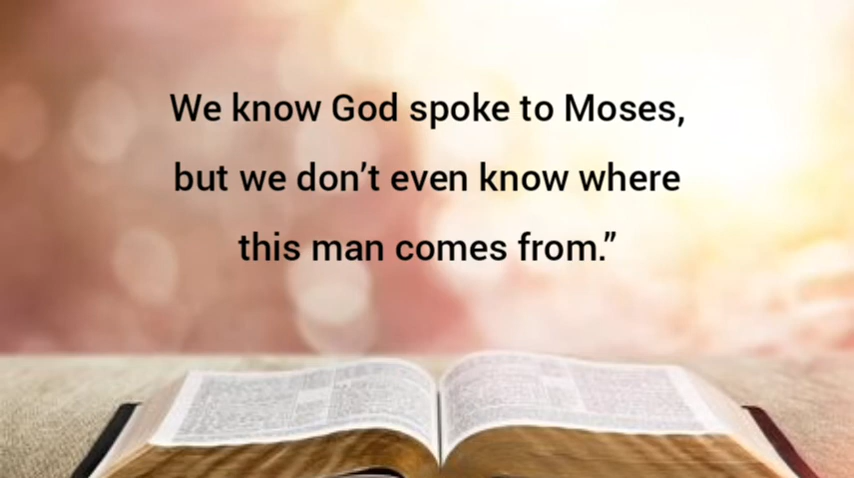 We know God spoke to Moses,
but we don’t even know where
this man comes from.”